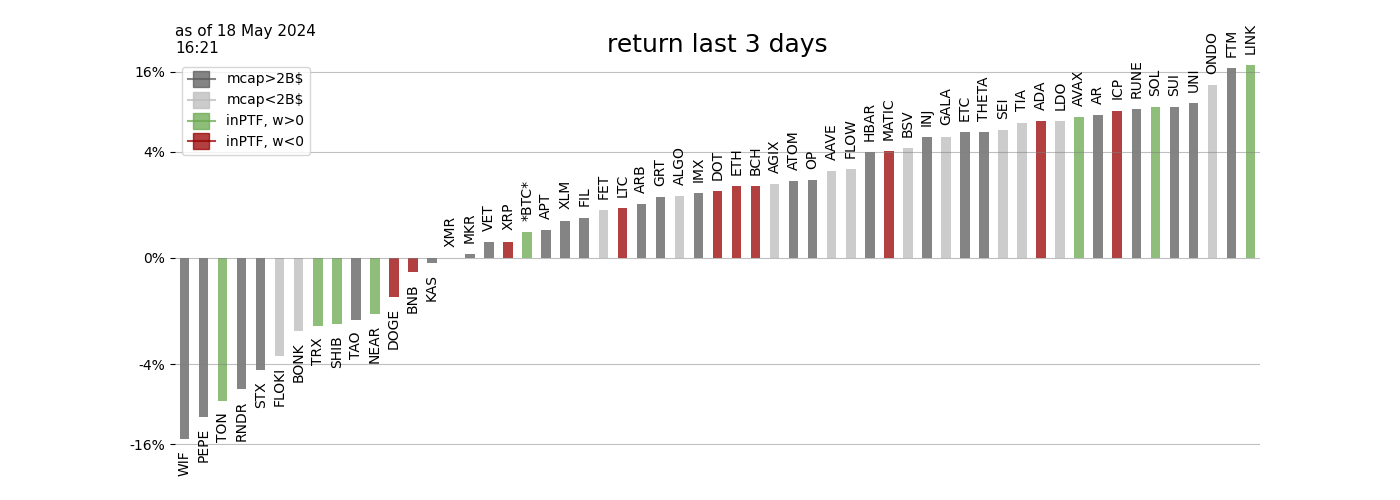 as of 18 May 2024
16:21
return last 3 days
mcap>2B$
mcap<2B$
inPTF, w>0
inPTF, w<0
16%
4%
0%
-4%
-16%
WIF
PEPE
TON
RNDR
STX
FLOKI
BONK
TRX
SHIB
TAO
NEAR
DOGE
BNB
KAS
XMR
MKR
VET
XRP
*BTC*
APT
XLM
FIL
FET
LTC
ARB
GRT
ALGO
IMX
DOT
ETH
BCH
AGIX
ATOM
OP
AAVE
FLOW
HBAR
MATIC
BSV
INJ
GALA
ETC
THETA
SEI
TIA
ADA
LDO
AVAX
AR
ICP
RUNE
SOL
SUI
UNI
ONDO
FTM
LINK